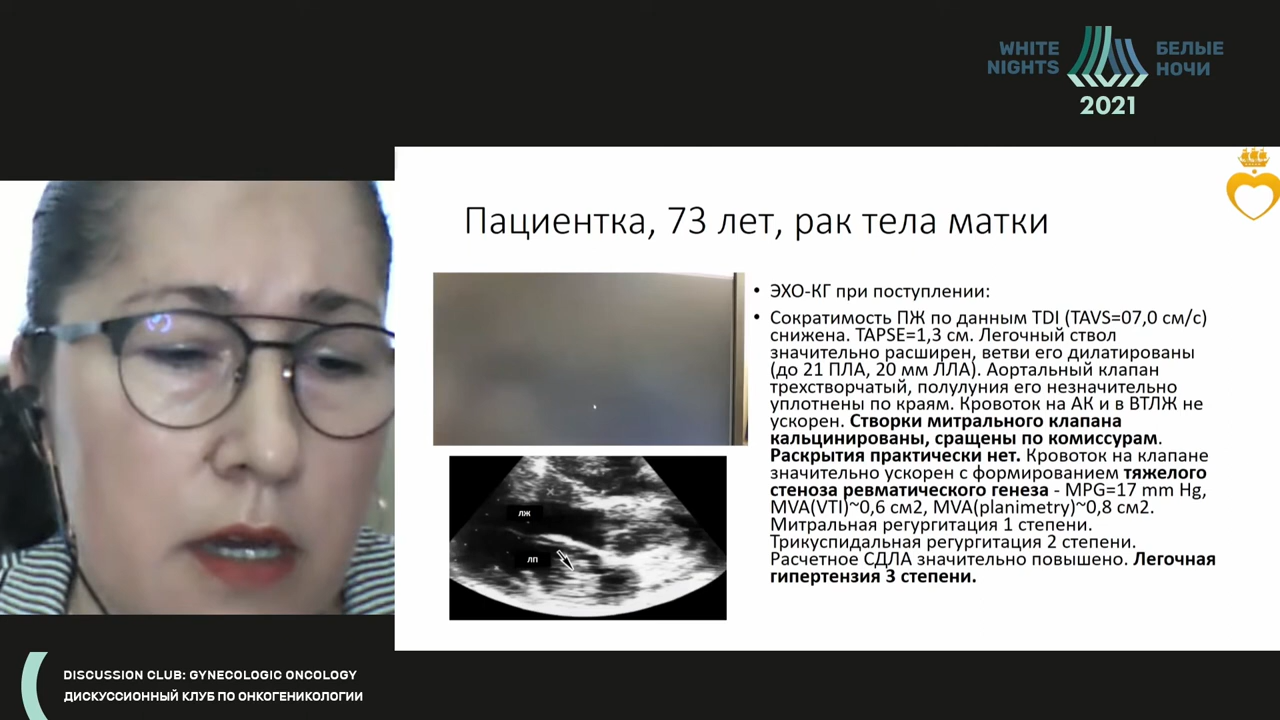 WHITE
NIGHTS
БЕЛЫЕ
НОЧИ
2021
Пациентка, 73 лет, рак тела матки
• ЭХО-КГ при поступлении:
• Сократимость ПЖ по данным TDI (TAVS=07,0 см/с)
снижена. TAPSE=1,3 см. Легочный ствол
значительно расширен, ветви его дилатированы
(до 21 ПЛА, 20 мм ЛЛА). Аортальный клапан
трехстворчатый, полулуния его незначительно
уплотнены по краям. Кровоток на АК и в ВТЛЖ не
ускорен. Створки митрального клапана
кальцинированы, сращены по комиссурам.
Раскрытия практически нет. Кровоток на клапане
значительно ускорен с формированием тяжелого
стеноза ревматического генеза - MPG=17 mm Hg,
MVA(VTI)~0,6 см2, MVA(planimetry)~0,8 см2.
Митральная регургитация 1 степени.
Трикуспидальная регургитация 2 степени.
Расчетное СДЛА значительно повышено. Легочная
гипертензия 3 степени.
ЛЖ
ЛП
DISCUSSION CLUB: GYNECOLOGIC ONCOLOGY
ДИСКУССИОННЫЙ КЛУБ ПО ОНКОГЕНИКОЛОГИИ